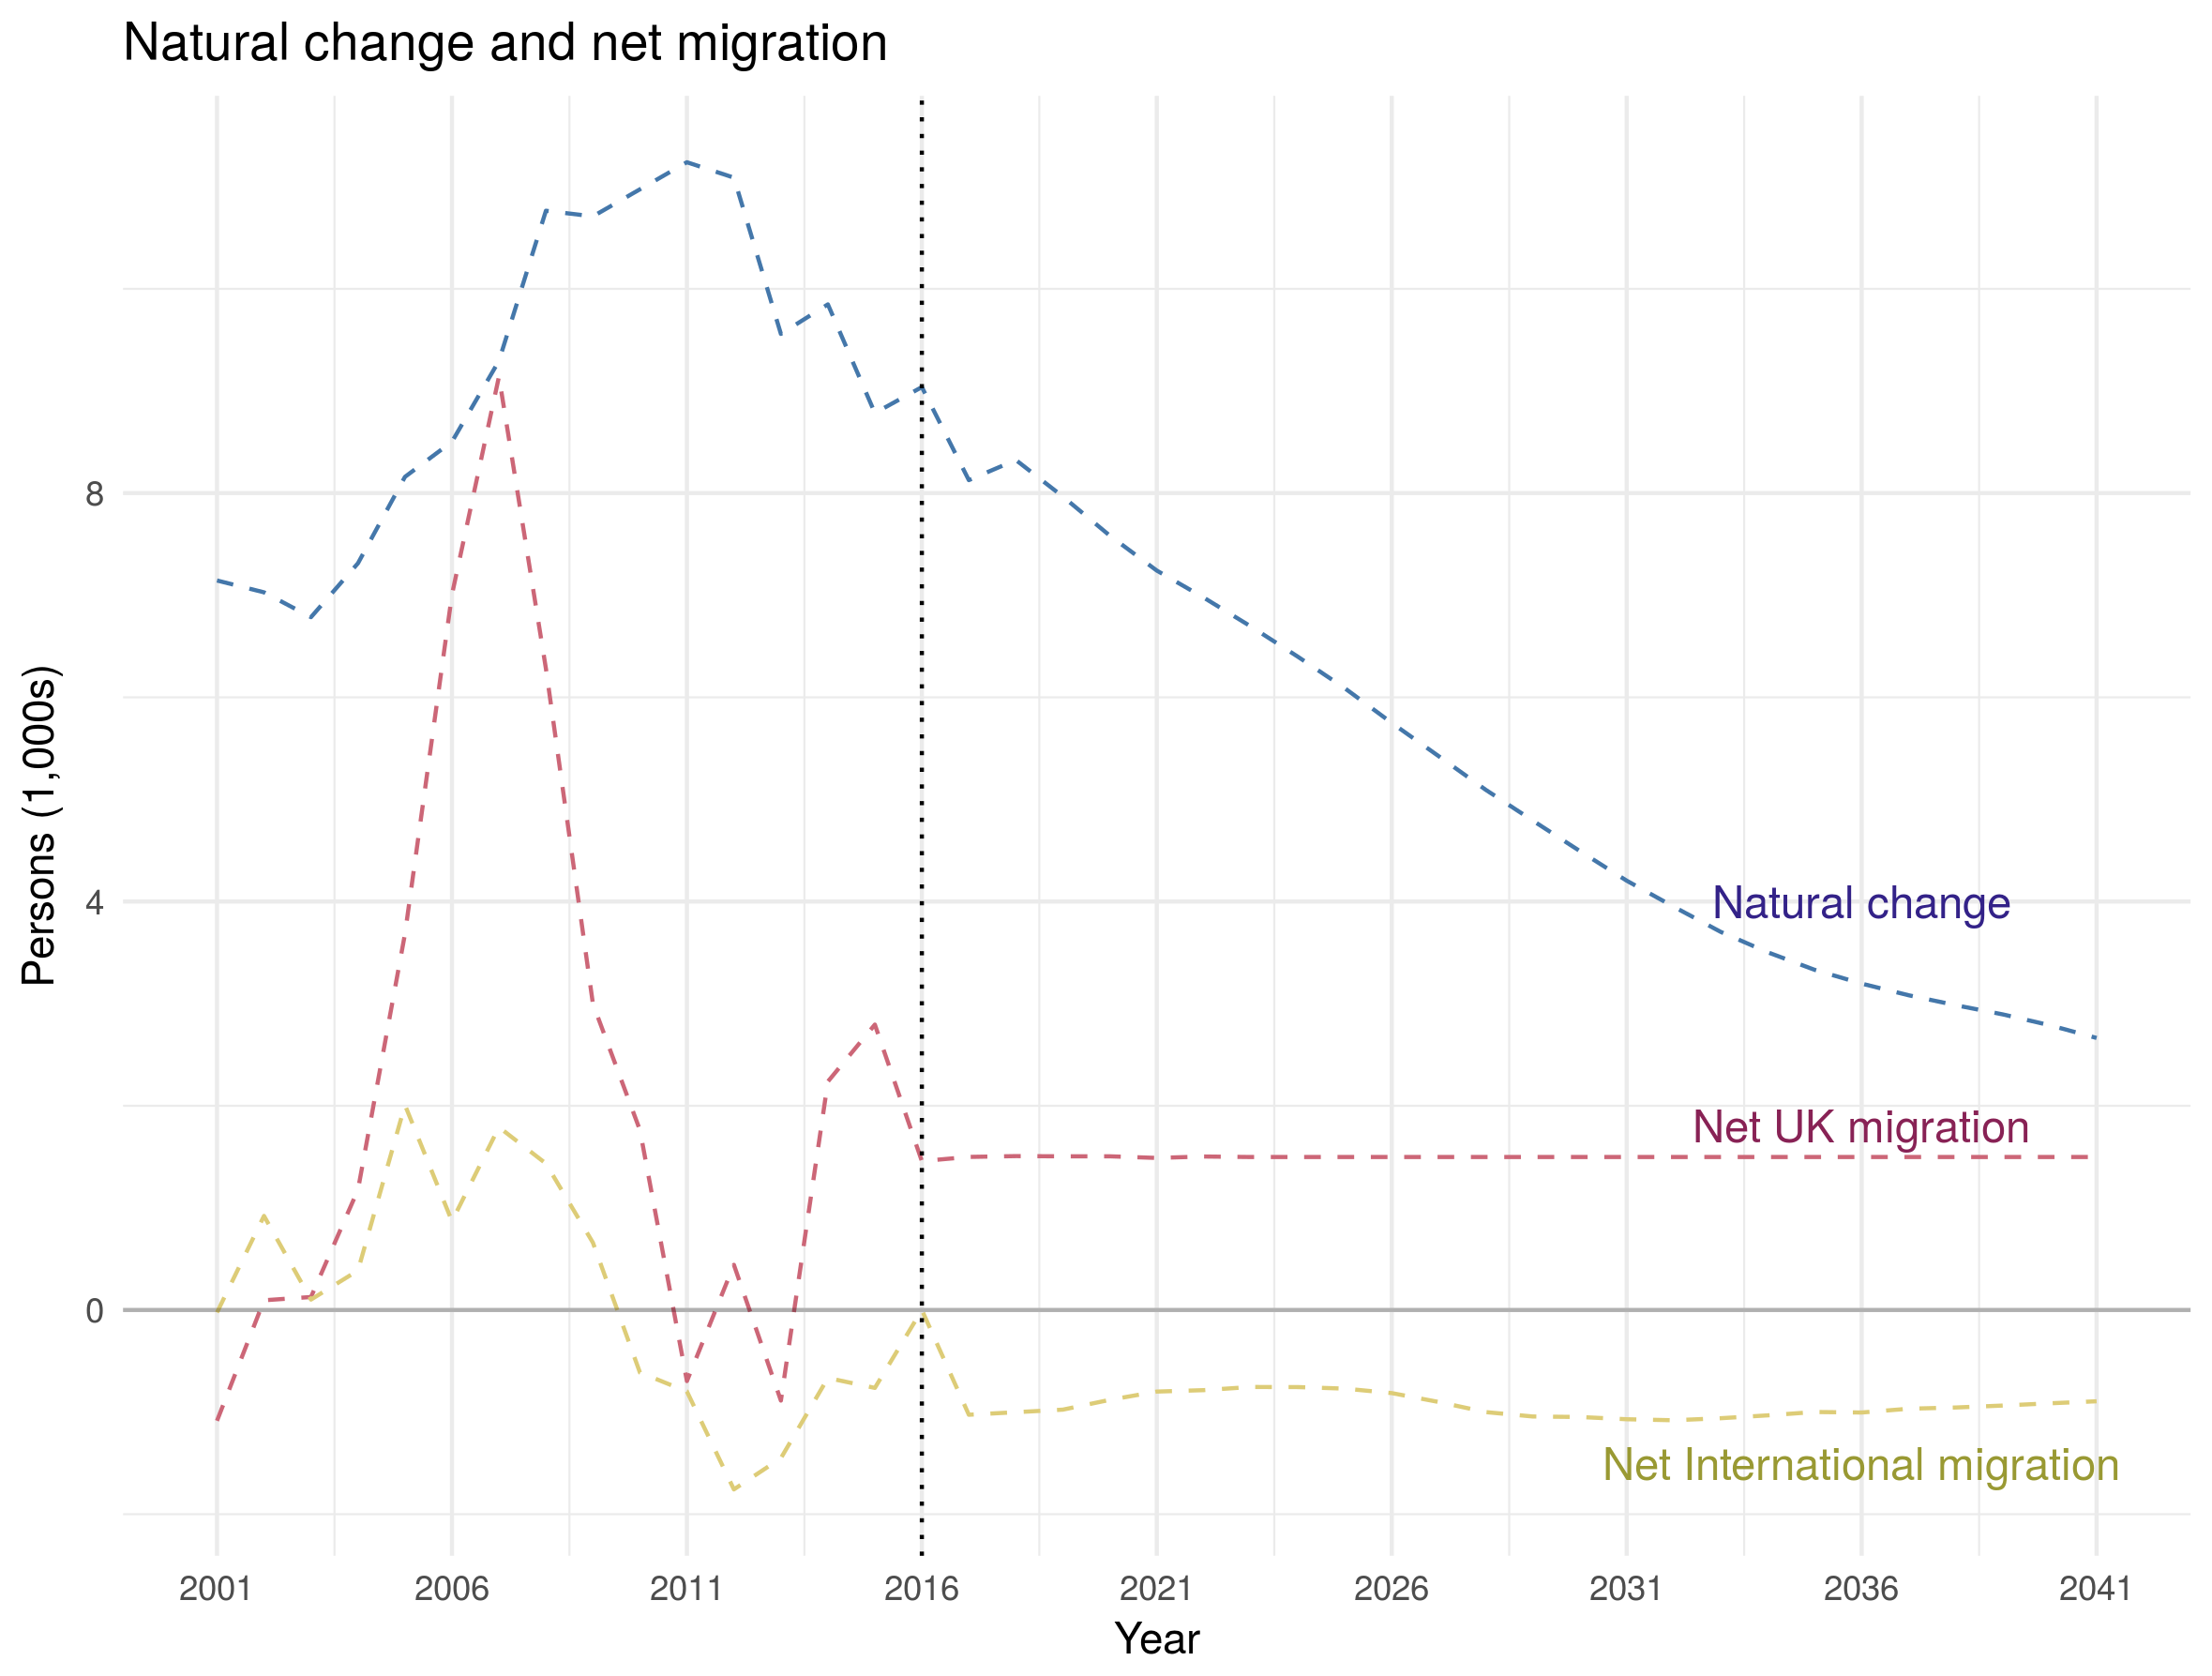 Natural change and net migration
Persons (1,000s)
8
4
0
Natural change
Net UK migration
Net International migration
2001 2006 2011 2016 2021 2026 2031 2036 2041
Year